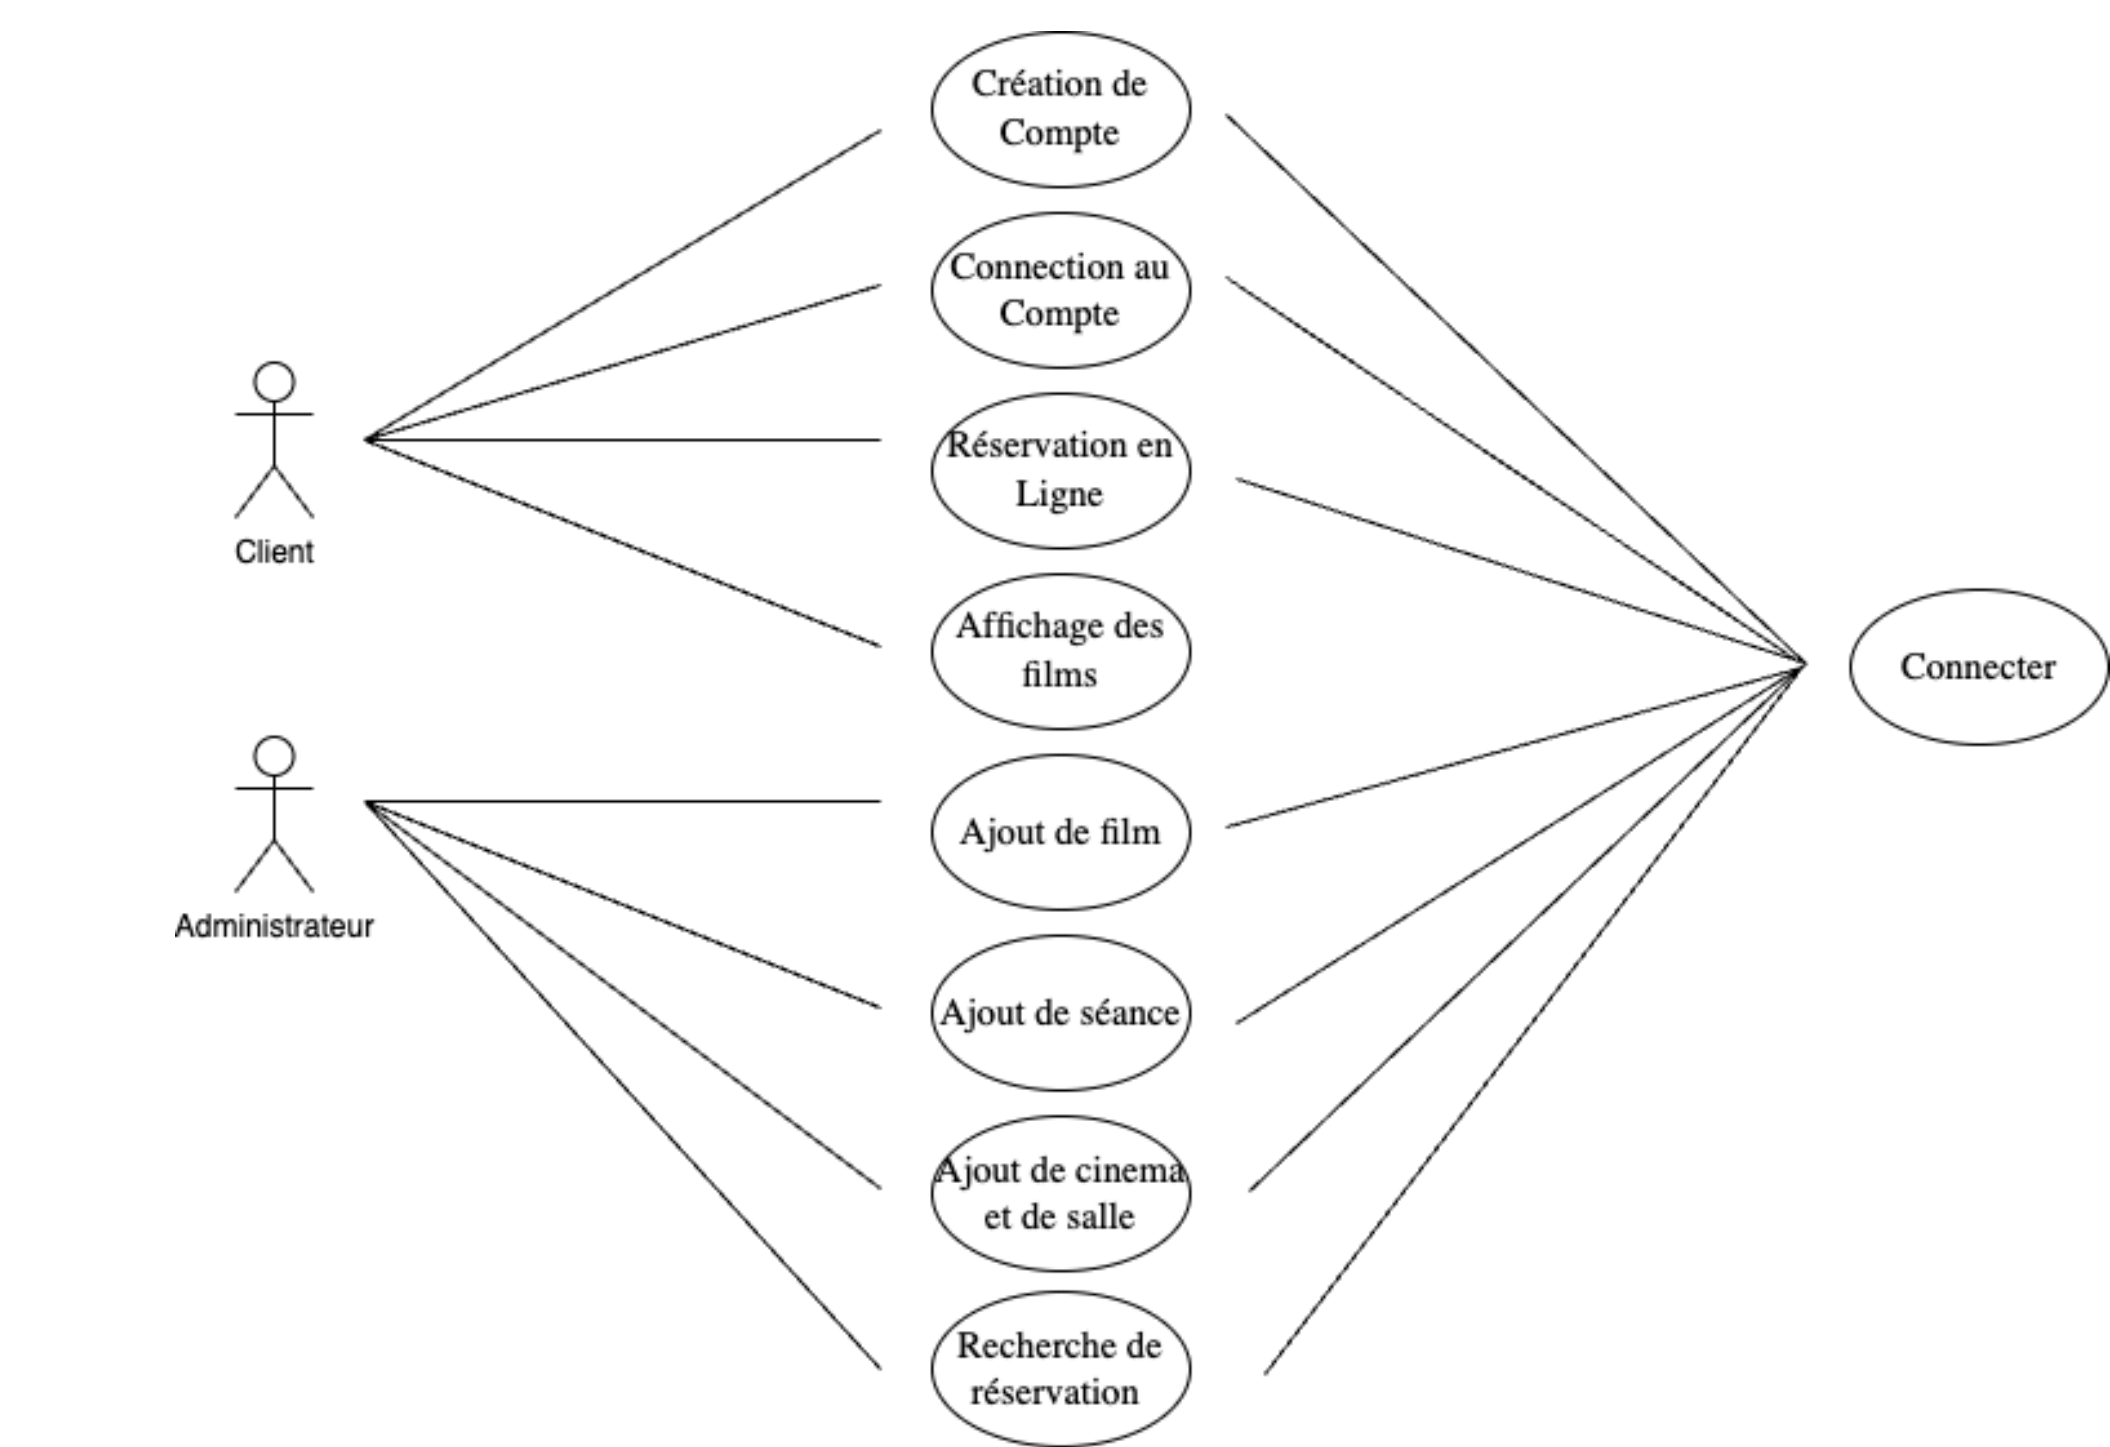 Création de
Compte
Connection au
Compte
Réservation en
Ligne
Client
Affichage des
films
Connecter
Ajout de film
Administrateur
Ajout de séance
Ajout de cinema
et de salle
Recherche de
réservation